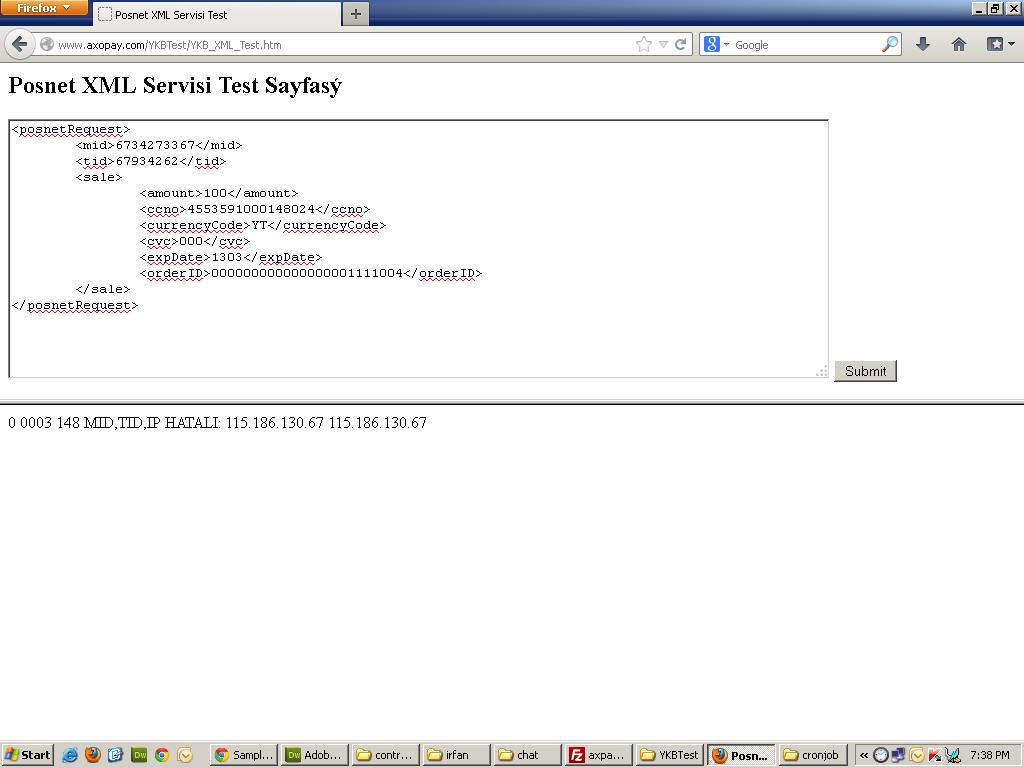 Firefox
Posnet XML Servisi Test
www.axopay.com/YKBTest/YKB_XML_Test.htm
Google
Posnet XML Servisi Test Sayfasý
<posnetRequest>
<mid>6734273367</mid>
<tid>67934262</tid>
<sale>
<amount>100</amount>
<ccno>4553591000148024</ccno>
<currencyCode>YT</currencyCode>
<cvc>000</cvc>
<expDate>1303</expDate>
<orderID>000000000000000001111004</orderID>
</sale>
</posnetRequest>
Submit
0 0003 148 MID,TID,IP HATALI: 115.186.130.67 115.186.130.67
Start Sampl... Adob... contr... irfan chat axpa... YKBTest Posn... cronjob 7:38 PM